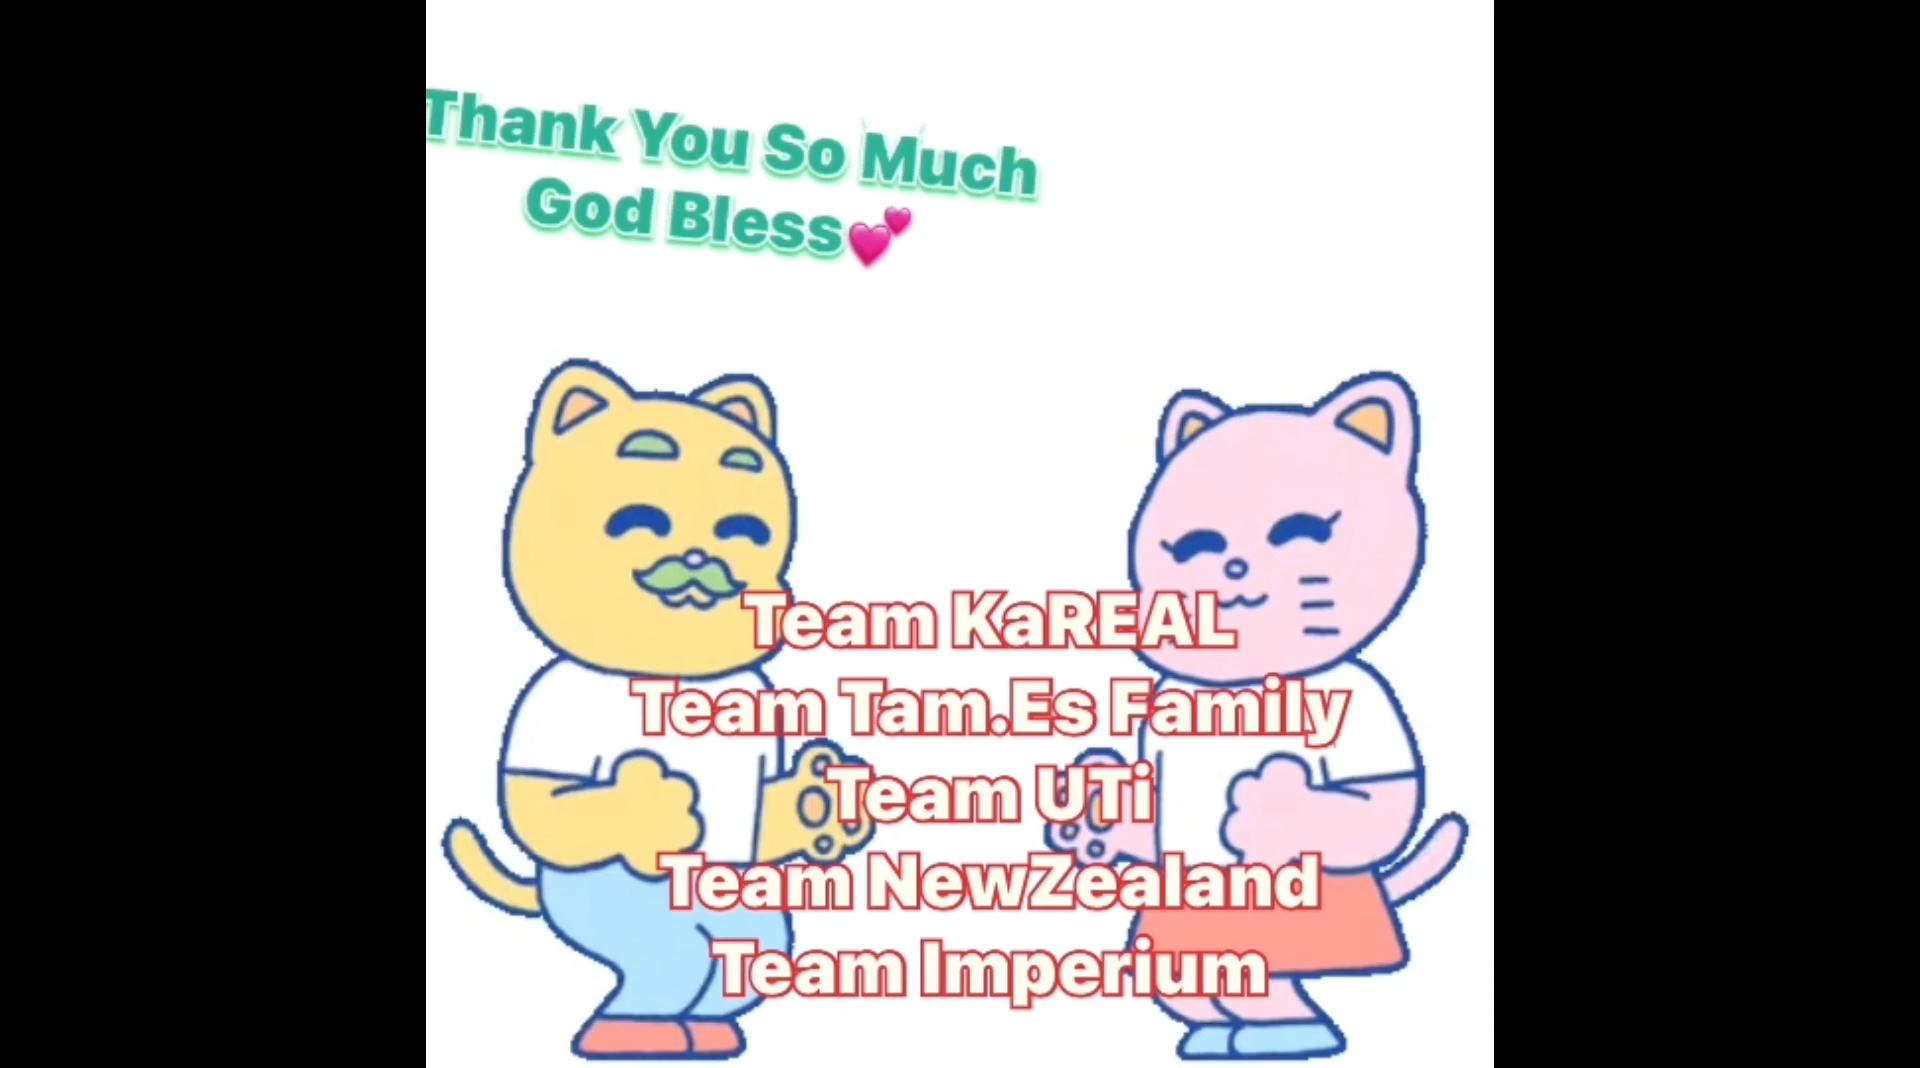 Thank You So Much
God Bless💕
Team KaREAL
Team Tam.Es Family
Team UTi
Team NewZealand
Team Imperium